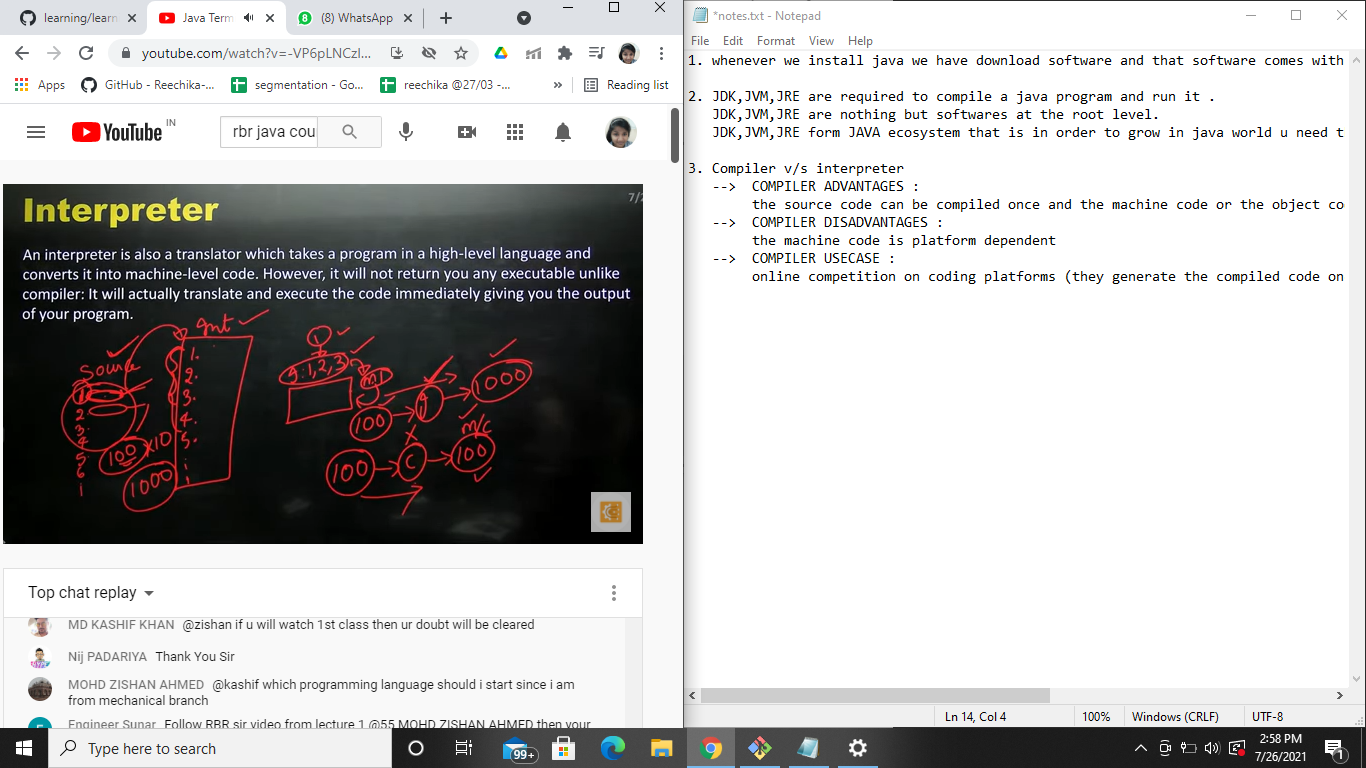 learning/learn
Java Term
(8) WhatsApp
youtube.com/watch?v=-VP6pLNCzI...
Apps
GitHub - Reechika-...
segmentation - Go...
reechika @27/03 -...
»
Reading list
YouTube IN
rbr java cou
7/2
Interpreter
An interpreter is also a translator which takes a program in a high-level language and
converts it into machine-level code. However, it will not return you any executable unlike
compiler: It will actually translate and execute the code immediately giving you the output
of your program.
Int
Source
1.
2.
3.
4.
5.
6
1.
2.
3.
4.
5.
100 x10
1000
1
5:1,2,3
100
1000
100
C
m/c
100
Top chat replay
MD KASHIF KHAN @zishan if u will watch 1st class then ur doubt will be cleared
Nij PADARIYA Thank You Sir
MOHD ZISHAN AHMED @kashif which programming language should i start since i am
from mechanical branch
Engineer Sunar Follow RBR sir video from lecture 1 @55 MOHD ZISHAN AHMED then your
*notes.txt - Notepad
File Edit Format View Help
1. whenever we install java we have download software and that software comes with
2. JDK,JVM,JRE are required to compile a java program and run it .
JDK,JVM,JRE are nothing but softwares at the root level.
JDK,JVM,JRE form JAVA ecosystem that is in order to grow in java world u need t
3. Compiler v/s interpreter
--> COMPILER ADVANTAGES :
the source code can be compiled once and the machine code or the object co
--> COMPILER DISADVANTAGES :
the machine code is platform dependent
--> COMPILER USECASE :
online competition on coding platforms (they generate the compiled code on
Ln 14, Col 4 100% Windows (CRLF) UTF-8
Type here to search
99+
2:58 PM
7/26/2021
1